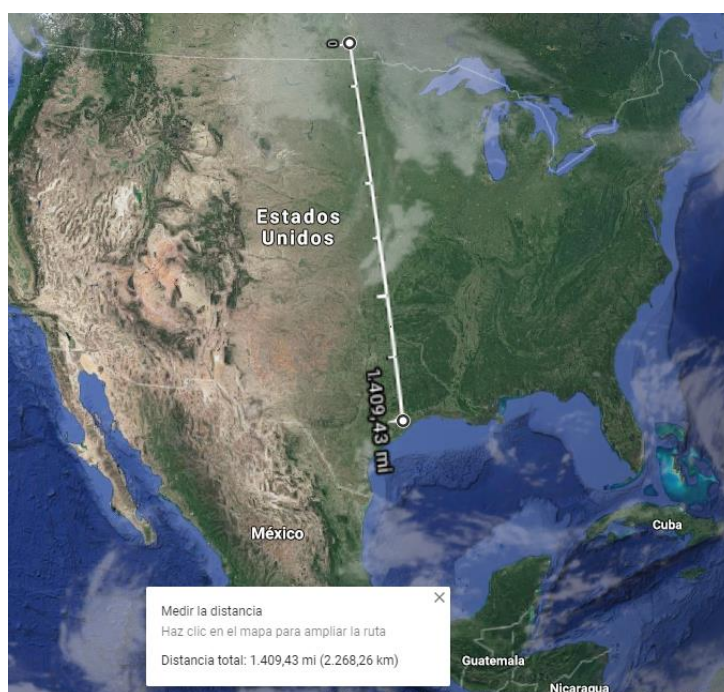 0
Estados
Unidos
1.409,43 mi
México
Cuba
Medir la distancia
Haz clic en el mapa para ampliar la ruta
Distancia total: 1.409,43 mi (2.268,26 km)
Guatemala
Nicaragua